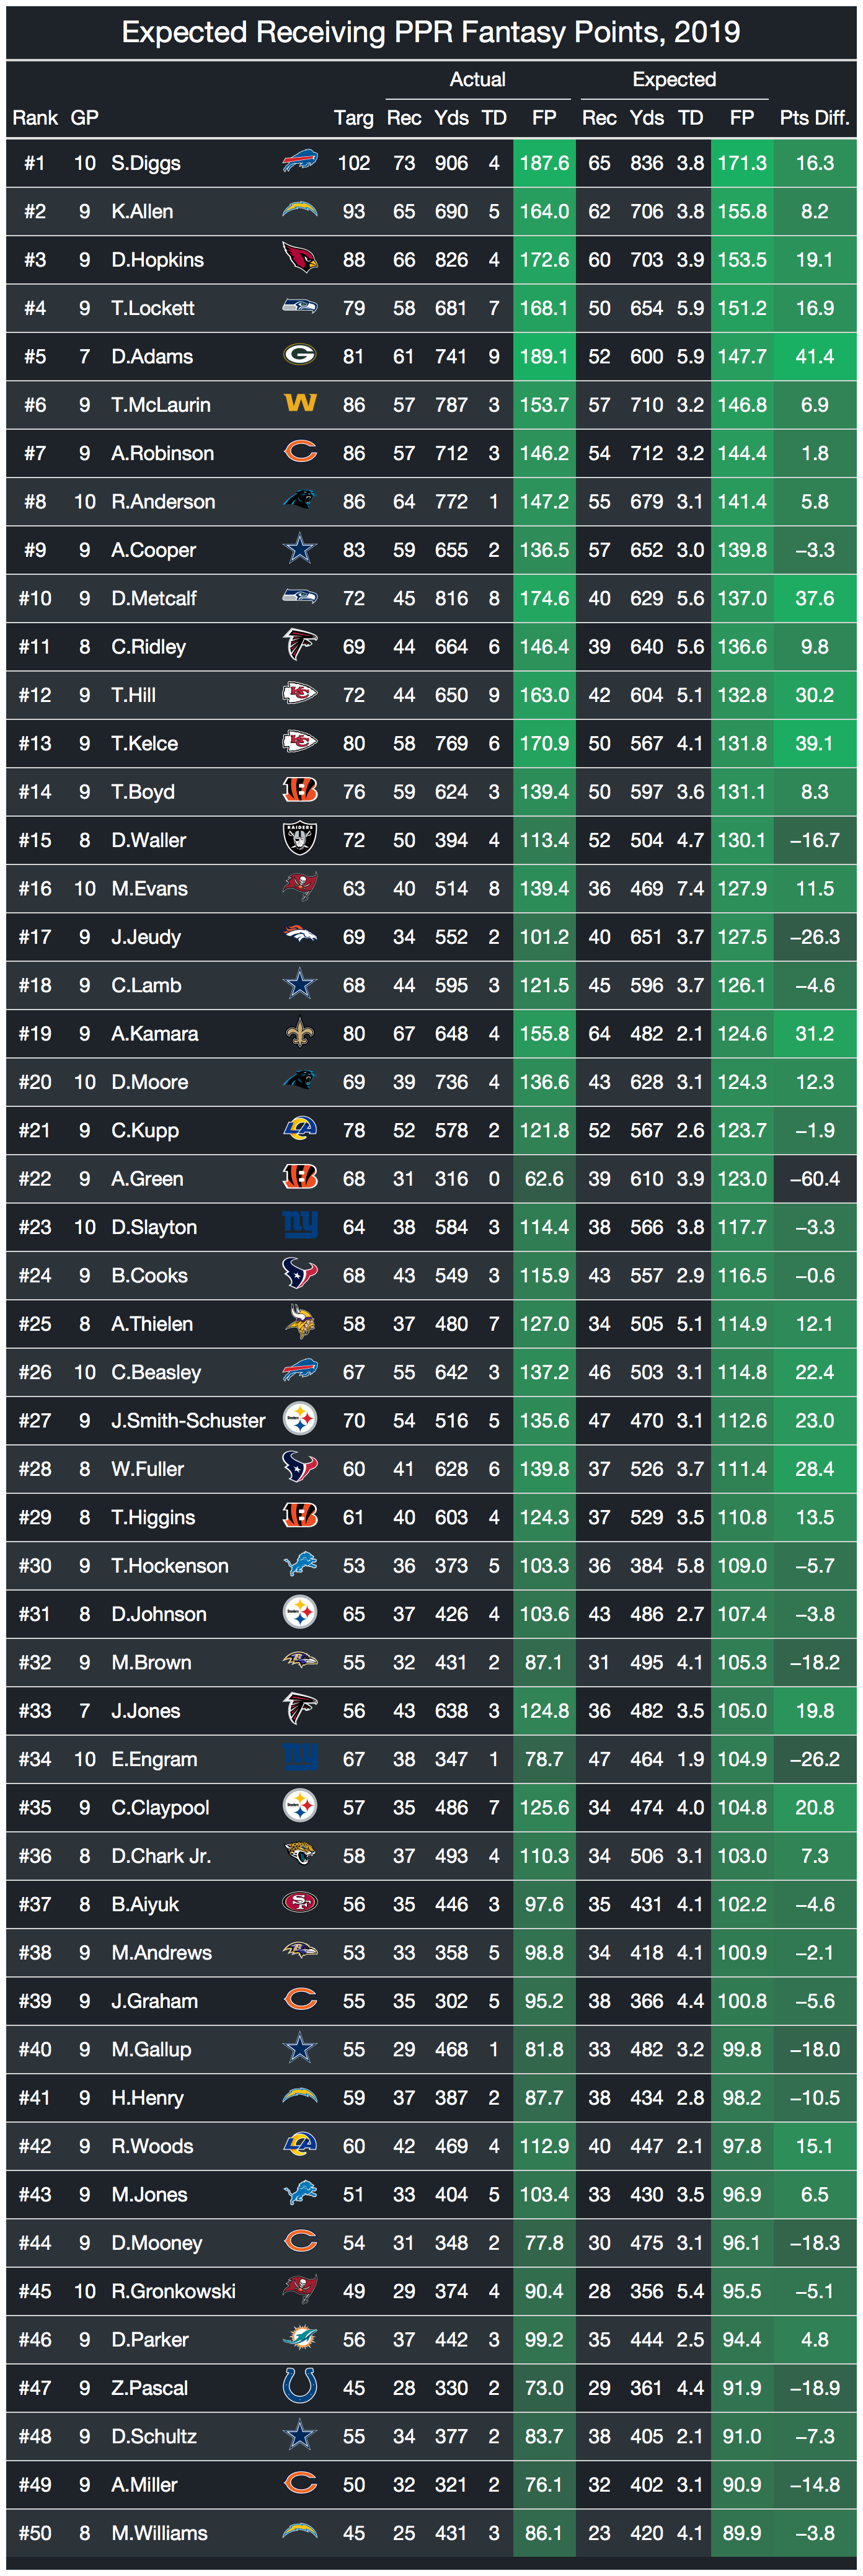 Expected Receiving PPR Fantasy Points, 2019
Actual Expected
Rank GP Targ Rec Yds TD FP Rec Yds TD FP Pts Diff.
#1 10 S.Diggs 102 73 906 4 187.6 65 836 3.8 171.3 16.3
#2 9 K.Allen 93 65 690 5 164.0 62 706 3.8 155.8 8.2
#3 9 D.Hopkins 88 66 826 4 172.6 60 703 3.9 153.5 19.1
#4 9 T.Lockett 79 58 681 7 168.1 50 654 5.9 151.2 16.9
#5 7 D.Adams 81 61 741 9 189.1 52 600 5.9 147.7 41.4
#6 9 T.McLaurin 86 57 787 3 153.7 57 710 3.2 146.8 6.9
#7 9 A.Robinson 86 57 712 3 146.2 54 712 3.2 144.4 1.8
#8 10 R.Anderson 86 64 772 1 147.2 55 679 3.1 141.4 5.8
#9 9 A.Cooper 83 59 655 2 136.5 57 652 3.0 139.8 −3.3
#10 9 D.Metcalf 72 45 816 8 174.6 40 629 5.6 137.0 37.6
#11 8 C.Ridley 69 44 664 6 146.4 39 640 5.6 136.6 9.8
#12 9 T.Hill 72 44 650 9 163.0 42 604 5.1 132.8 30.2
#13 9 T.Kelce 80 58 769 6 170.9 50 567 4.1 131.8 39.1
#14 9 T.Boyd 76 59 624 3 139.4 50 597 3.6 131.1 8.3
#15 8 D.Waller 72 50 394 4 113.4 52 504 4.7 130.1 −16.7
#16 10 M.Evans 63 40 514 8 139.4 36 469 7.4 127.9 11.5
#17 9 J.Jeudy 69 34 552 2 101.2 40 651 3.7 127.5 −26.3
#18 9 C.Lamb 68 44 595 3 121.5 45 596 3.7 126.1 −4.6
#19 9 A.Kamara 80 67 648 4 155.8 64 482 2.1 124.6 31.2
#20 10 D.Moore 69 39 736 4 136.6 43 628 3.1 124.3 12.3
#21 9 C.Kupp 78 52 578 2 121.8 52 567 2.6 123.7 −1.9
#22 9 A.Green 68 31 316 0 62.6 39 610 3.9 123.0 −60.4
#23 10 D.Slayton 64 38 584 3 114.4 38 566 3.8 117.7 −3.3
#24 9 B.Cooks 68 43 549 3 115.9 43 557 2.9 116.5 −0.6
#25 8 A.Thielen 58 37 480 7 127.0 34 505 5.1 114.9 12.1
#26 10 C.Beasley 67 55 642 3 137.2 46 503 3.1 114.8 22.4
#27 9 J.Smith-Schuster 70 54 516 5 135.6 47 470 3.1 112.6 23.0
#28 8 W.Fuller 60 41 628 6 139.8 37 526 3.7 111.4 28.4
#29 8 T.Higgins 61 40 603 4 124.3 37 529 3.5 110.8 13.5
#30 9 T.Hockenson 53 36 373 5 103.3 36 384 5.8 109.0 −5.7
#31 8 D.Johnson 65 37 426 4 103.6 43 486 2.7 107.4 −3.8
#32 9 M.Brown 55 32 431 2 87.1 31 495 4.1 105.3 −18.2
#33 7 J.Jones 56 43 638 3 124.8 36 482 3.5 105.0 19.8
#34 10 E.Engram 67 38 347 1 78.7 47 464 1.9 104.9 −26.2
#35 9 C.Claypool 57 35 486 7 125.6 34 474 4.0 104.8 20.8
#36 8 D.Chark Jr. 58 37 493 4 110.3 34 506 3.1 103.0 7.3
#37 8 B.Aiyuk 56 35 446 3 97.6 35 431 4.1 102.2 −4.6
#38 9 M.Andrews 53 33 358 5 98.8 34 418 4.1 100.9 −2.1
#39 9 J.Graham 55 35 302 5 95.2 38 366 4.4 100.8 −5.6
#40 9 M.Gallup 55 29 468 1 81.8 33 482 3.2 99.8 −18.0
#41 9 H.Henry 59 37 387 2 87.7 38 434 2.8 98.2 −10.5
#42 9 R.Woods 60 42 469 4 112.9 40 447 2.1 97.8 15.1
#43 9 M.Jones 51 33 404 5 103.4 33 430 3.5 96.9 6.5
#44 9 D.Mooney 54 31 348 2 77.8 30 475 3.1 96.1 −18.3
#45 10 R.Gronkowski 49 29 374 4 90.4 28 356 5.4 95.5 −5.1
#46 9 D.Parker 56 37 442 3 99.2 35 444 2.5 94.4 4.8
#47 9 Z.Pascal 45 28 330 2 73.0 29 361 4.4 91.9 −18.9
#48 9 D.Schultz 55 34 377 2 83.7 38 405 2.1 91.0 −7.3
#49 9 A.Miller 50 32 321 2 76.1 32 402 3.1 90.9 −14.8
#50 8 M.Williams 45 25 431 3 86.1 23 420 4.1 89.9 −3.8